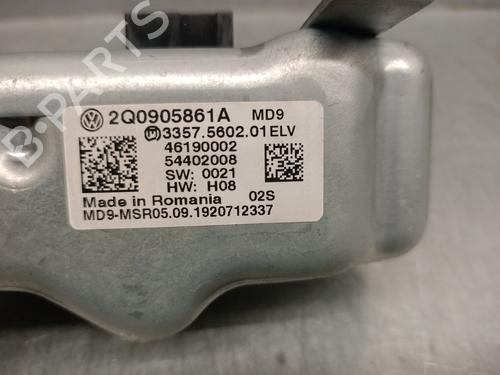 B-PARTS
2Q0905861A MD9
3357.5602.01ELV
46190002
54402008
SW: 0021
HW: H08
Made in Romania 02S
MD9-MSR05.09.1920712337